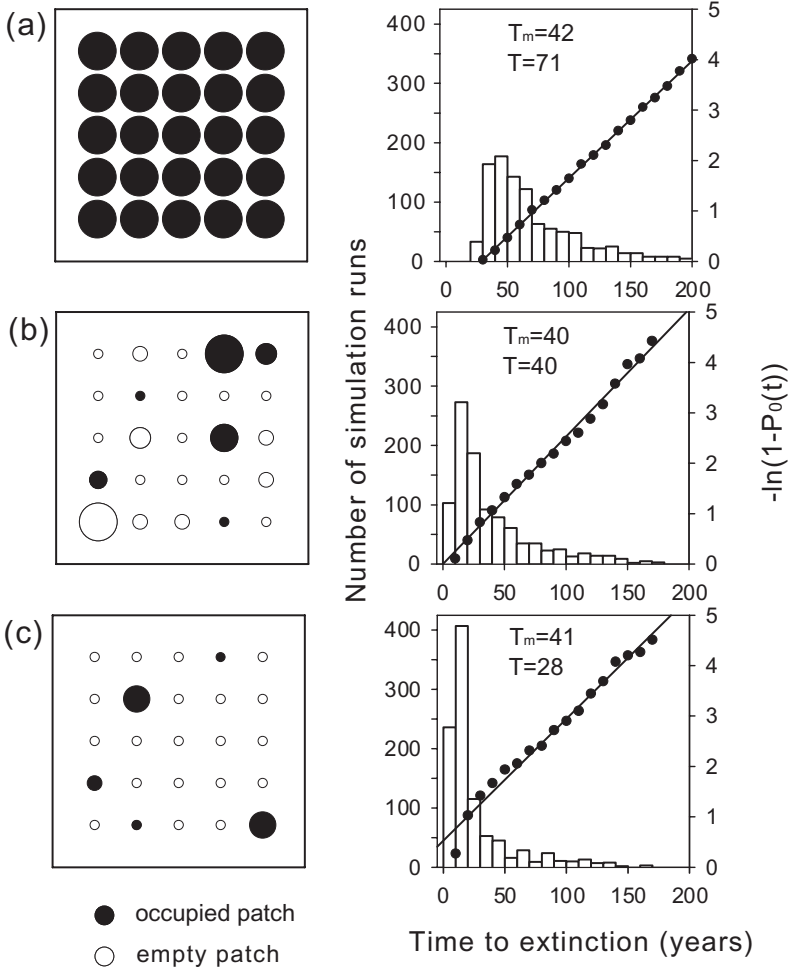 (a)
Tm=42
T=71
400
300
200
100
0
5
4
3
2
1
0
0 50 100 150 200
(b)
Tm=40
T=40
400
300
200
100
0
5
4
3
2
1
0
0 50 100 150 200
(c)
Tm=41
T=28
400
300
200
100
0
5
4
3
2
1
0
0 50 100 150 200
Number of simulation runs
-ln(1-P0(t))
Time to extinction (years)
occupied patch
empty patch